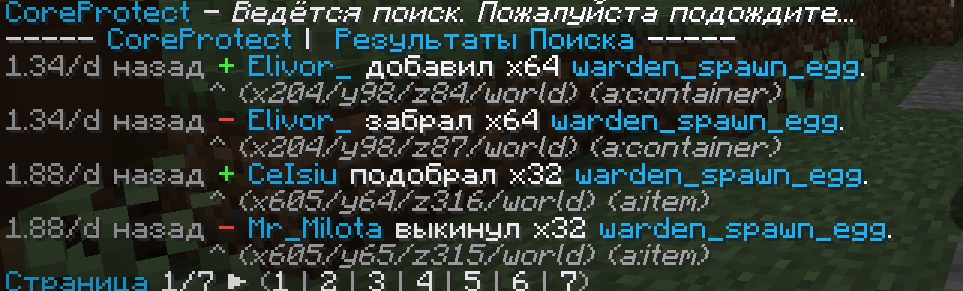 CoreProtect – Ведётся поиск. Пожалуйста подождите...
----- CoreProtect | Результаты Поиска -----
1.34/d назад + Elivor_ добавил x64 warden_spawn_egg.
^ (x204/y98/z84/world) (a:container)
1.34/d назад – Elivor_ забрал x64 warden_spawn_egg.
^ (x204/y98/z87/world) (a:container)
1.88/d назад + CeIsiu подобрал x32 warden_spawn_egg.
^ (x605/y64/z316/world) (a:item)
1.88/d назад – Mr_Milota выкинул x32 warden_spawn_egg.
^ (x605/y65/z315/world) (a:item)
Страница 1/7 ► (1 | 2 | 3 | 4 | 5 | 6 | 7)